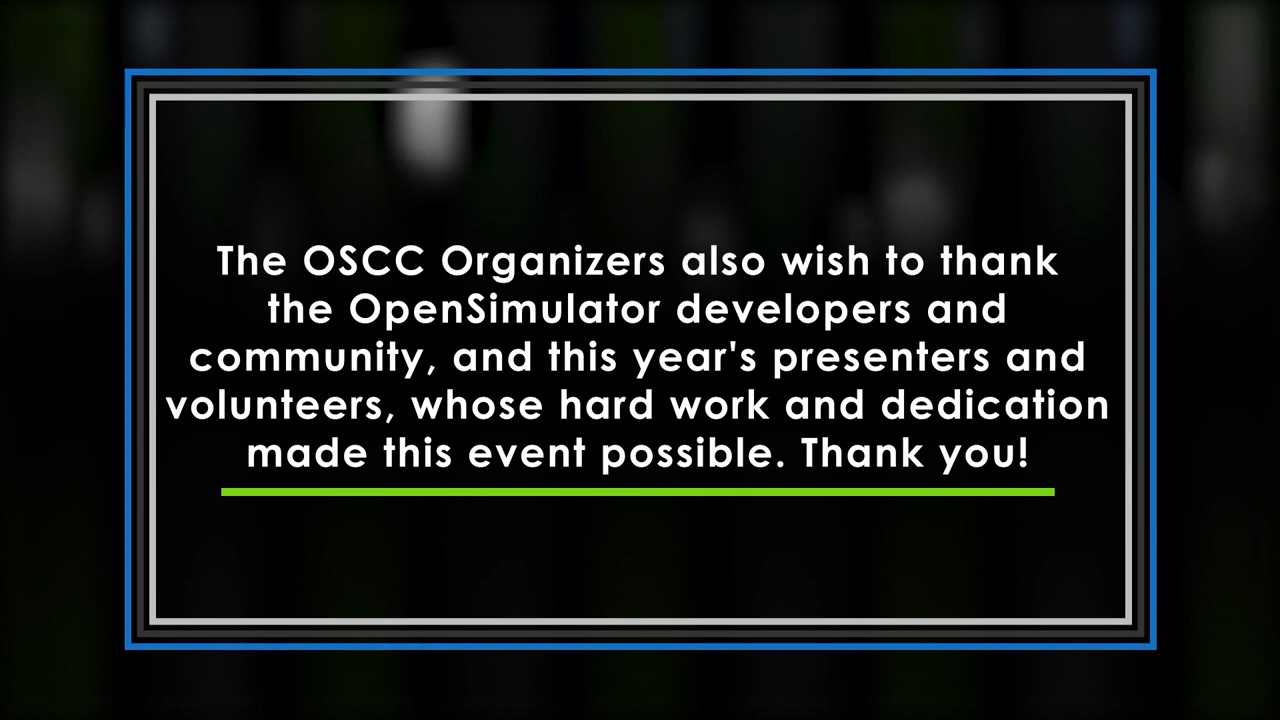 The OSCC Organizers also wish to thank
the OpenSimulator developers and
community, and this year's presenters and
volunteers, whose hard work and dedication
made this event possible. Thank you!